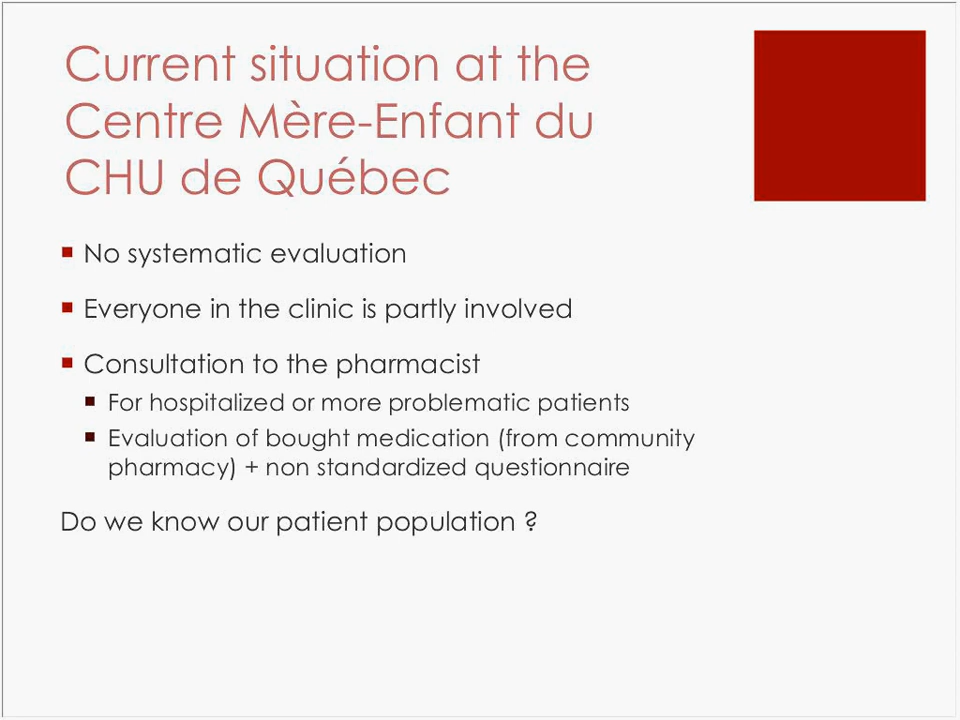 Current situation at the
Centre Mère-Enfant du
CHU de Québec
No systematic evaluation
Everyone in the clinic is partly involved
Consultation to the pharmacist
For hospitalized or more problematic patients
Evaluation of bought medication (from community
pharmacy) + non standardized questionnaire
Do we know our patient population ?